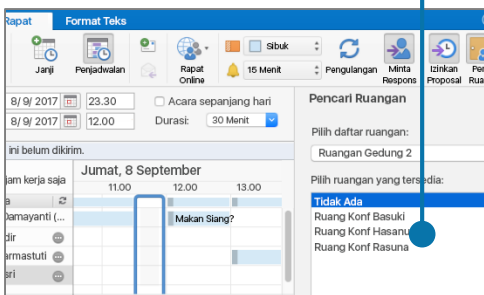 Rapat Format Teks
Janji
Penjadwalan
Rapat
Online
Sibuk
15 Menit
Pengulangan
Minta
Respons
Izinkan
Proposal
8/ 9/ 2017 23.30 Acara sepanjang hari
8/ 9/ 2017 12.00 Durasi: 30 Menit
ini belum dikirim.
jam kerja saja
Jumat, 8 September
11.00 12.00 13.00
Damayanti (...
Makan Siang?
Pencari Ruangan
Pilih daftar ruangan:
Ruangan Gedung 2
Pilih ruangan yang tersedia:
Tidak Ada
Ruang Konf Basuki
Ruang Konf Hasanu
Ruang Konf Rasuna